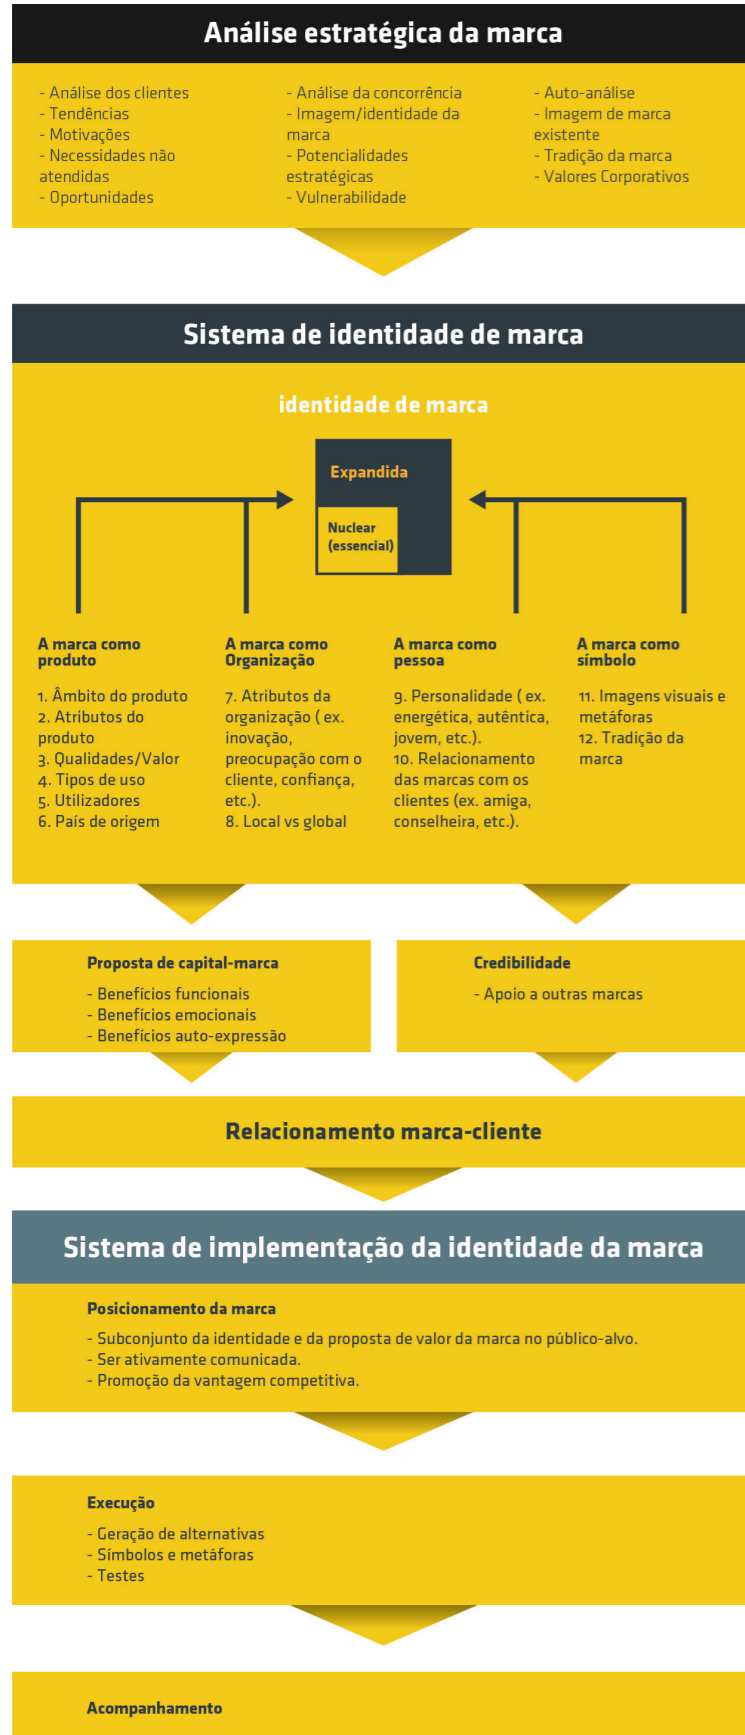 Análise estratégica da marca
- Análise dos clientes
- Tendências
- Motivações
- Necessidades não
atendidas
- Oportunidades
- Análise da concorrência
- Imagem/identidade da
marca
- Potencialidades
estratégicas
- Vulnerabilidade
- Auto-análise
- Imagem de marca
existente
- Tradição da marca
- Valores Corporativos
Sistema de identidade de marca
identidade de marca
Expandida
Nuclear
(essencial)
A marca como
produto
1. Âmbito do produto
2. Atributos do
produto
3. Qualidades/Valor
4. Tipos de uso
5. Utilizadores
6. País de origem
A marca como
Organização
7. Atributos da
organização ( ex.
inovação,
preocupação com o
cliente, confiança,
etc.).
8. Local vs global
A marca como
pessoa
9. Personalidade ( ex.
energética, autêntica,
jovem, etc.).
10. Relacionamento
das marcas com os
clientes (ex. amiga,
conselheira, etc.).
A marca como
símbolo
11. Imagens visuais e
metáforas
12. Tradição da
marca
Proposta de capital-marca
- Benefícios funcionais
- Benefícios emocionais
- Benefícios auto-expressão
Credibilidade
- Apoio a outras marcas
Relacionamento marca-cliente
Sistema de implementação da identidade da marca
Posicionamento da marca
- Subconjunto da identidade e da proposta de valor da marca no público-alvo.
- Ser ativamente comunicada.
- Promoção da vantagem competitiva.
Execução
- Geração de alternativas
- Símbolos e metáforas
- Testes
Acompanhamento